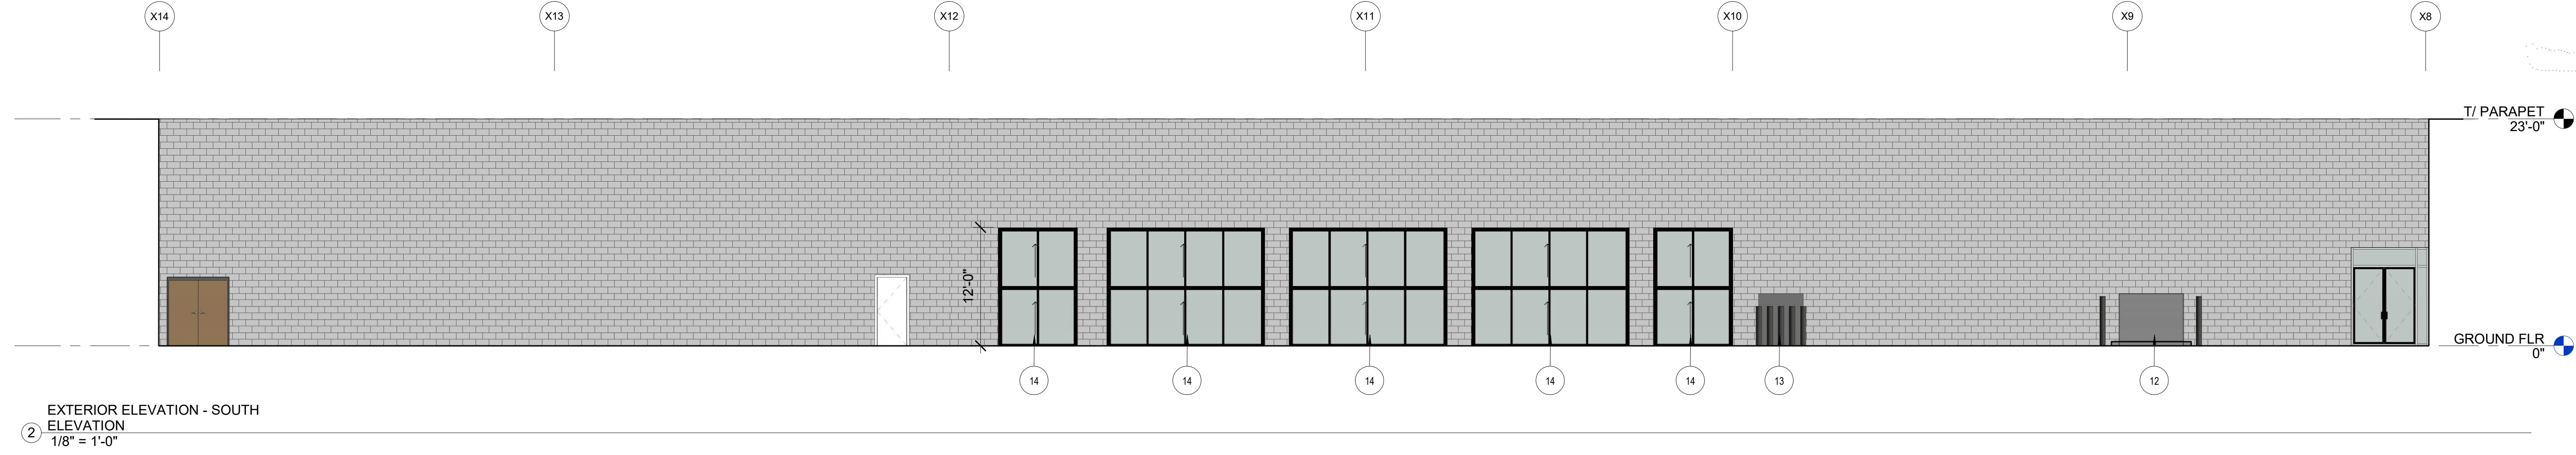 X14
X13
X12
X11
X10
X9
X8
T/ PARAPET
23'-0"
12'-0"
GROUND FLR
0"
14
14
14
14
14
13
12
EXTERIOR ELEVATION - SOUTH
ELEVATION
2
1/8" = 1'-0"